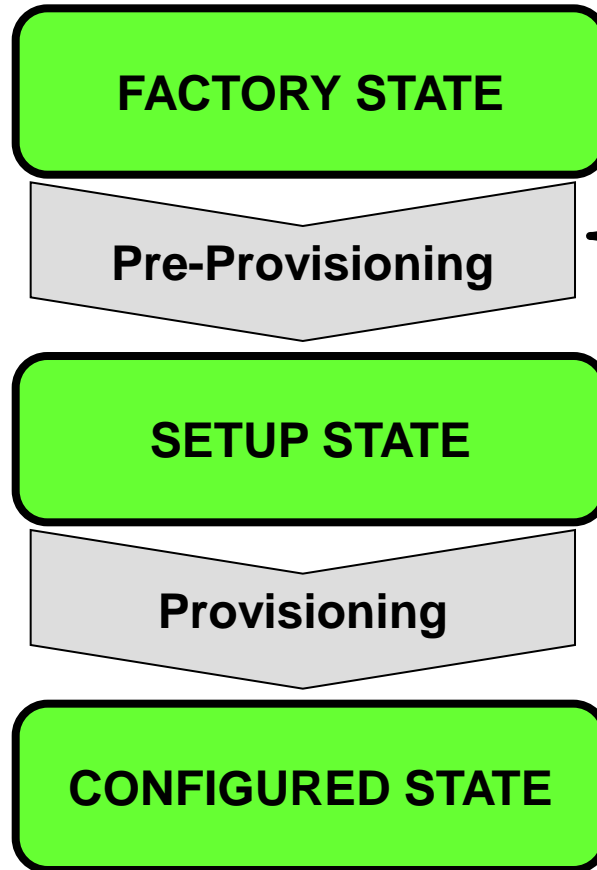 FACTORY STATE
Pre-Provisioning
SETUP STATE
Provisioning
CONFIGURED STATE